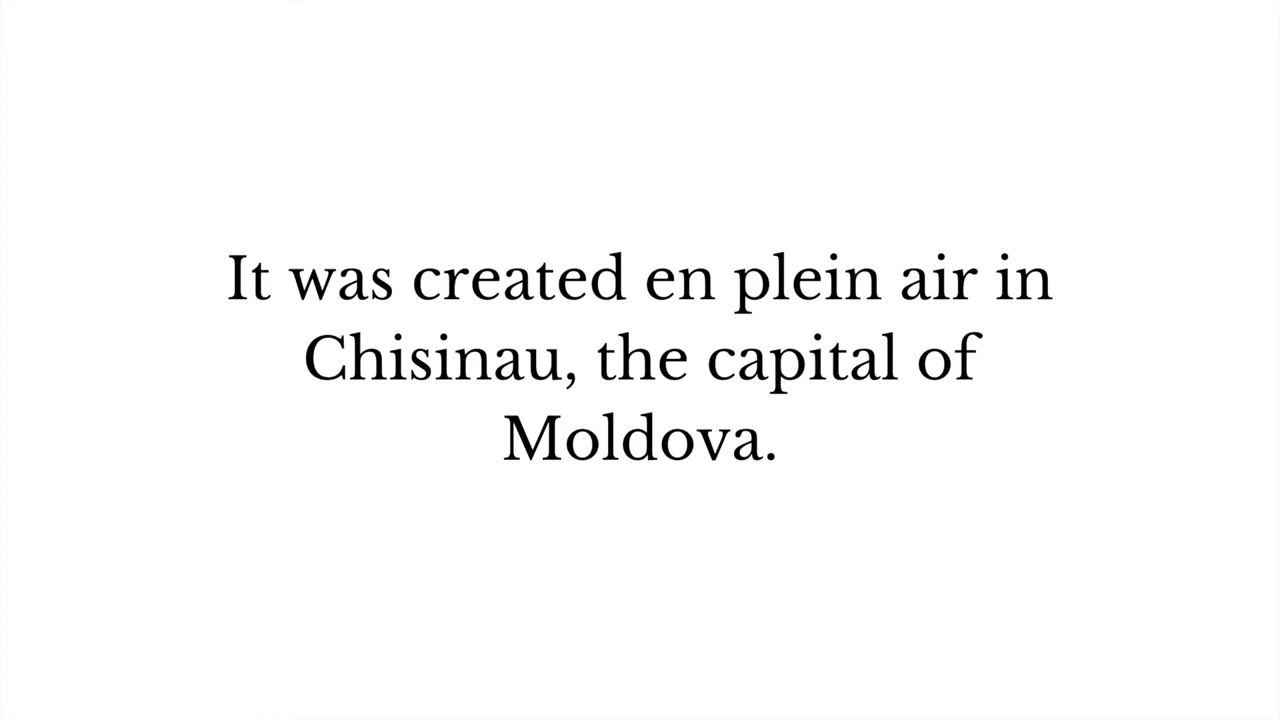 It was created en plein air in
Chisinau, the capital of
Moldova.